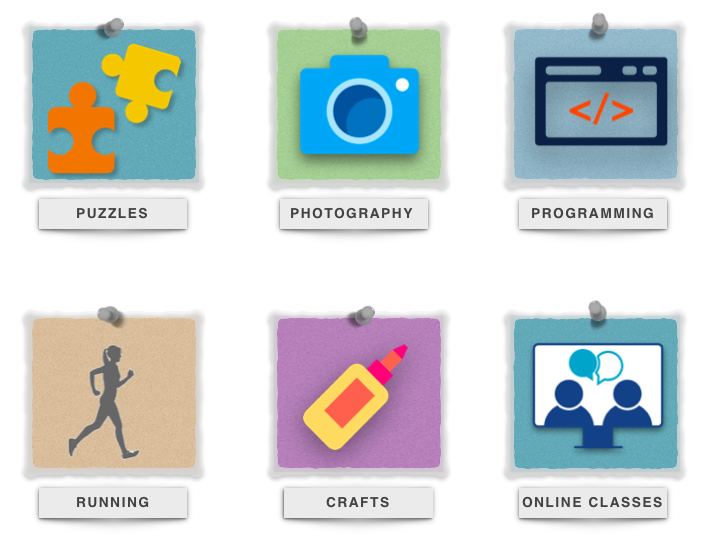 PUZZLES
PHOTOGRAPHY
PROGRAMMING
</>
RUNNING
CRAFTS
ONLINE CLASSES